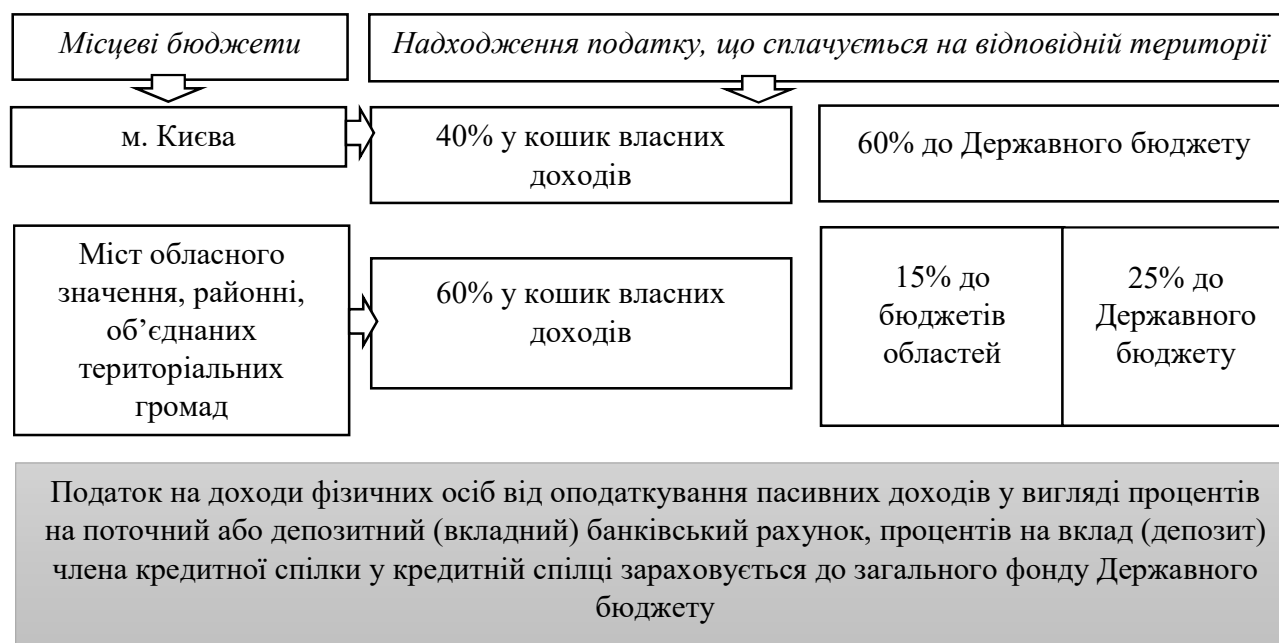 Місцеві бюджети
Надходження податку, що сплачується на відповідній території
м. Києва
40% у кошик власних
доходів
60% до Державного бюджету
Міст обласного
значення, районні,
об’єднаних
територіальних
громад
60% у кошик власних
доходів
15% до
бюджетів
областей
25% до
Державного
бюджету
Податок на доходи фізичних осіб від оподаткування пасивних доходів у вигляді процентів
на поточний або депозитний (вкладний) банківський рахунок, процентів на вклад (депозит)
члена кредитної спілки у кредитній спілці зараховується до загального фонду Державного
бюджету